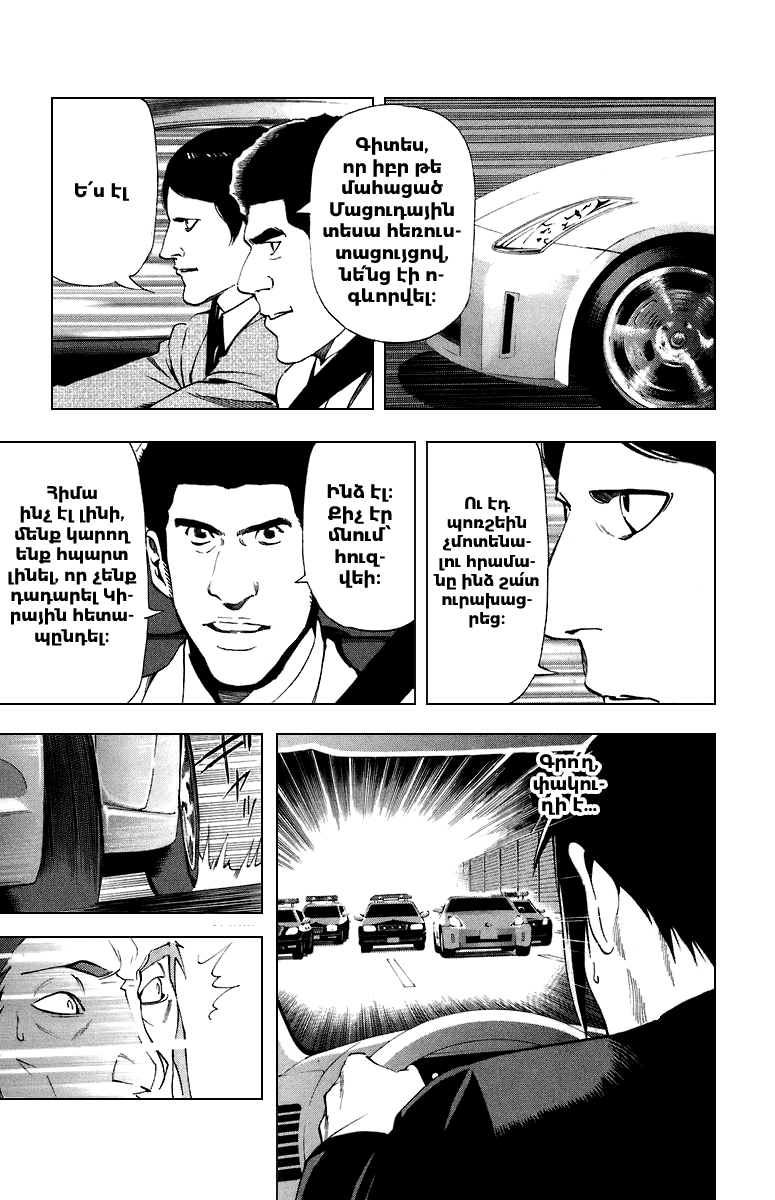 Գիտես,
որ իբր թե
մահացած
Մացուդային
տեսա հեռուս-
տացույցով,
նե՜նց էի ո-
գևորվել:
Ե՛ս էլ
Ու էդ
պոռշեին
չմոտենա-
լու հրամա-
նը ինձ շա՜տ
ուրախաց-
րեց:
Ինձ էլ:
Քիչ էր
մնում՝
հուզ-
վեի:
Հիմա
ինչ էլ լինի,
մենք կարող
ենք հպարտ
լինել, որ չենք
դադարել Կի-
րային հետա-
պընդել:
Գրո՛ղ,
փակու-
ղի է...